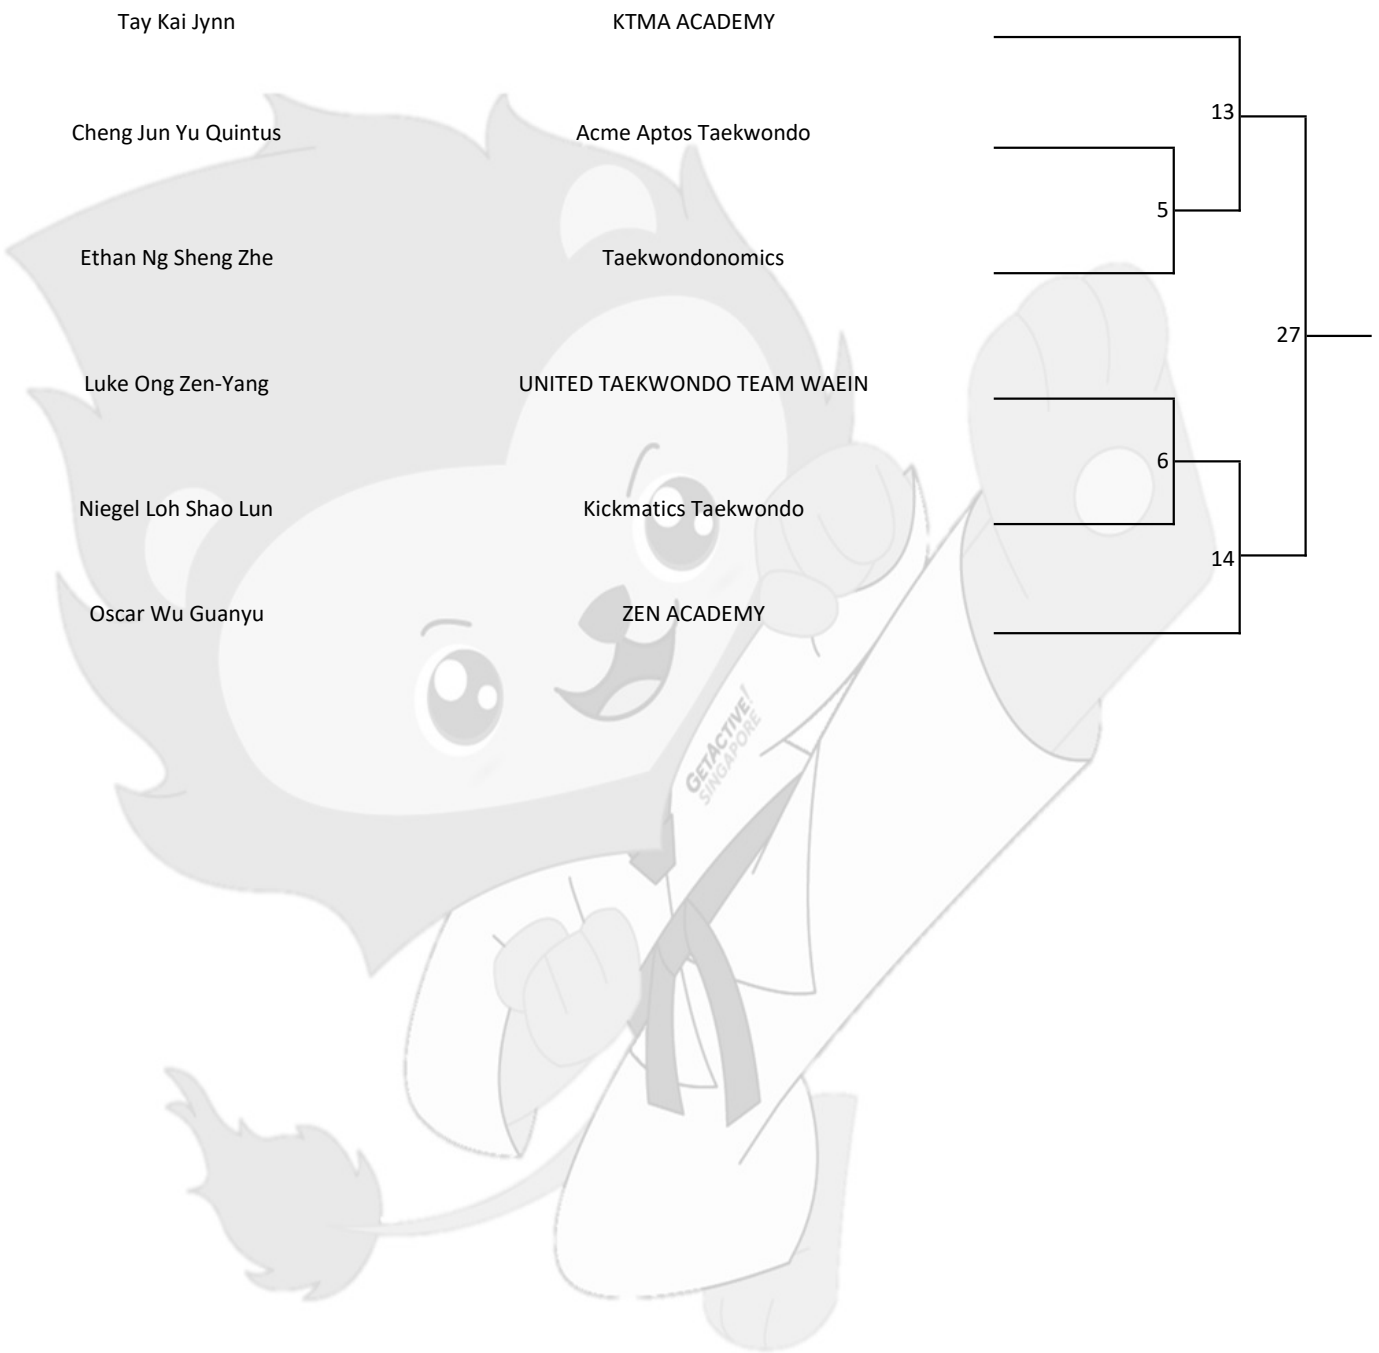 Tay Kai Jynn KTMA ACADEMY
13
Cheng Jun Yu Quintus Acme Aptos Taekwondo
5
Ethan Ng Sheng Zhe Taekwondonomics
27
Luke Ong Zen-Yang UNITED TAEKWONDO TEAM WAEIN
6
Niegel Loh Shao Lun Kickmatics Taekwondo
14
Oscar Wu Guanyu ZEN ACADEMY
GETACTIVE!
SINGAPORE